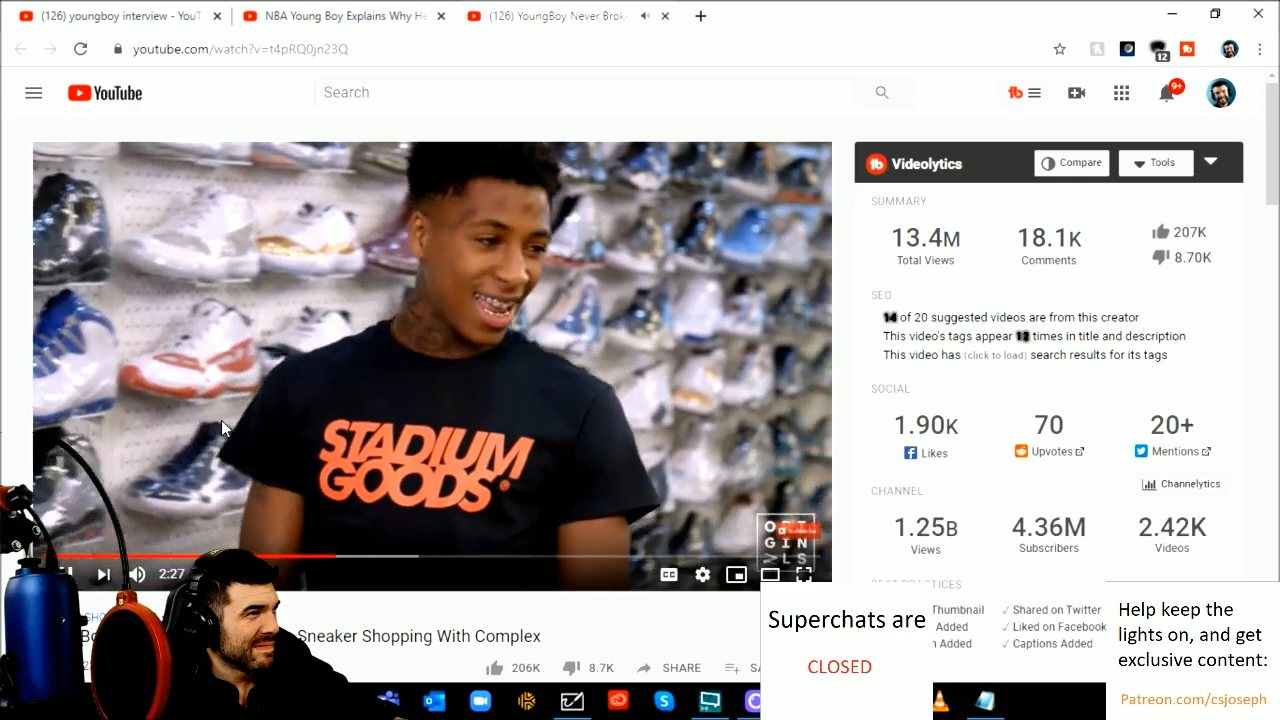 (126) youngboy interview - YouT
NBA Young Boy Explains Why He
(126) YoungBoy Never Brok
youtube.com/watch?v=t4pRQ0jn23Q
12
YouTube
Search
9+
Videolytics
Compare
Tools
SUMMARY
13.4M
Total Views
18.1K
Comments
207K
8.70K
SEO
14 of 20 suggested videos are from this creator
This video's tags appear 12 times in title and description
This video has (click to load) search results for its tags
SOCIAL
1.90K
Likes
70
Upvotes
20+
Mentions
Channelytics
CHANNEL
1.25B
Views
4.36M
Subscribers
2.42K
Videos
STADIUM
GOODS
2:27
CC
Sneaker Shopping With Complex
206K
8.7K
SHARE
Thumbnail
Added
Added
✓ Shared on Twitter
✓ Liked on Facebook
✓ Captions Added
Superchats are
CLOSED
Help keep the
lights on, and get
exclusive content:
Patreon.com/csjoseph